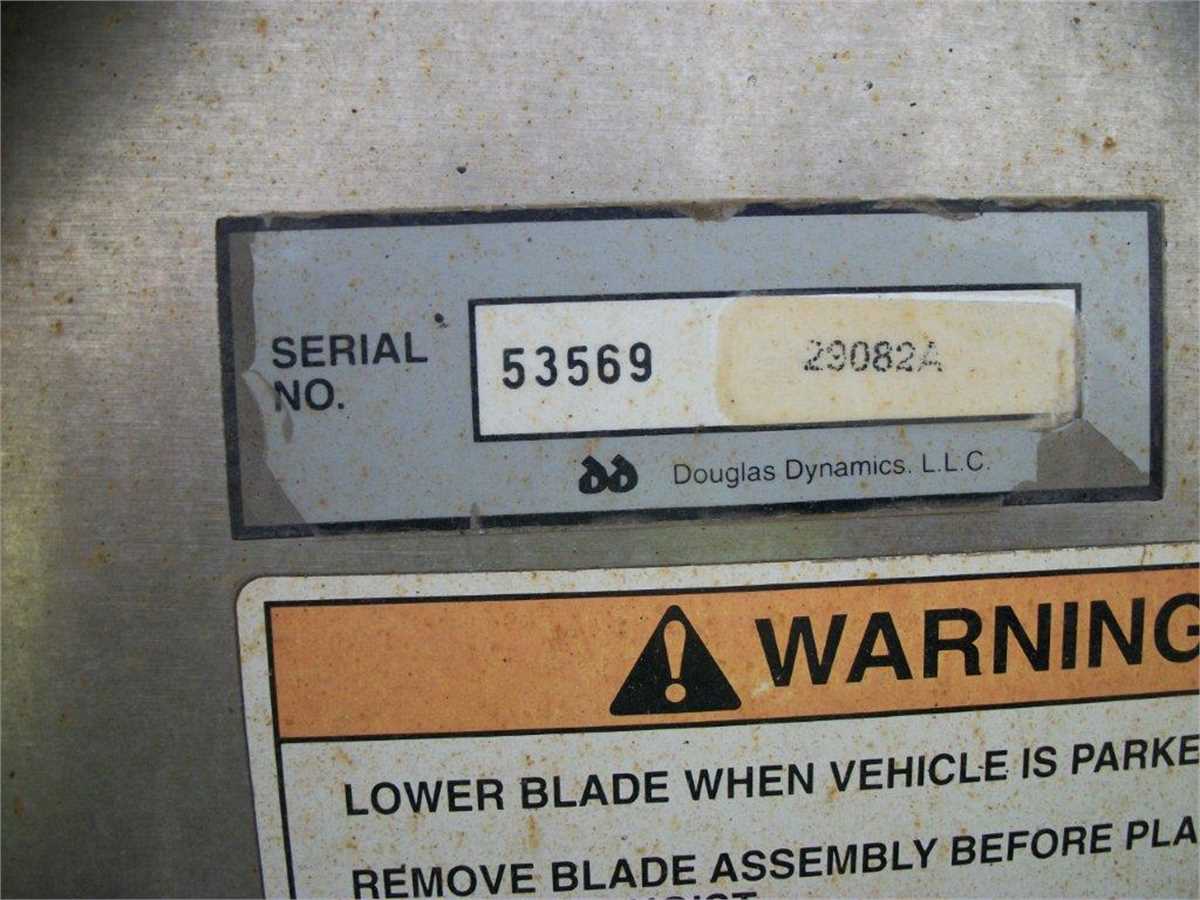 SERIAL
NO.
53569 29082A
Douglas Dynamics. L.L.C.
WARNING
LOWER BLADE WHEN VEHICLE IS PARKE
REMOVE BLADE ASSEMBLY BEFORE PLA